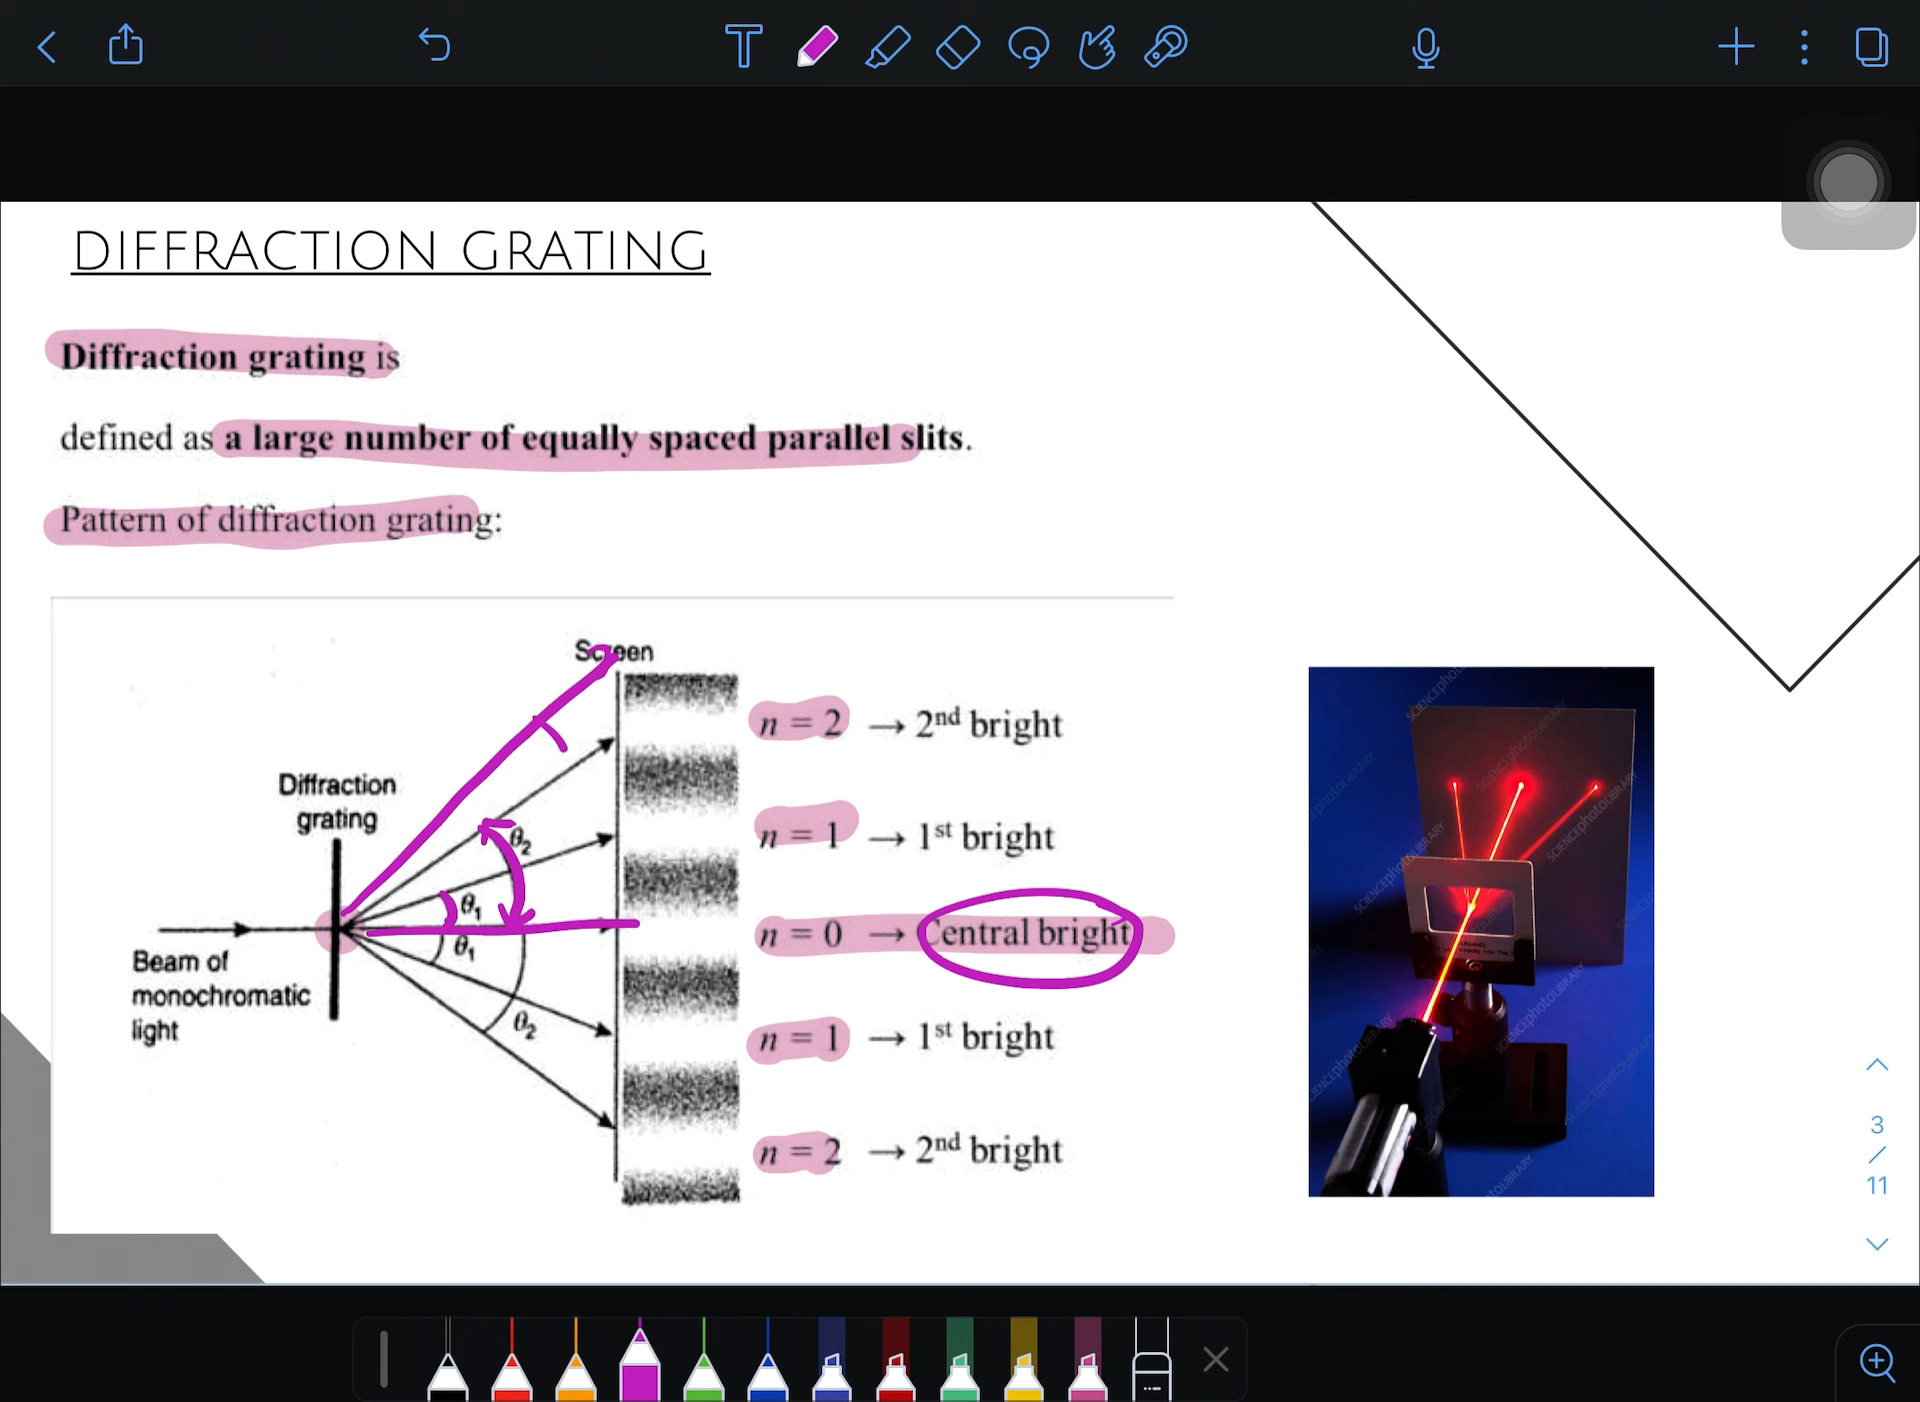 DIFFRACTION GRATING
Diffraction grating is
defined as a large number of equally spaced parallel slits.
Pattern of diffraction grating:
Screen
n = 2 → 2nd bright
Diffraction
grating
θ2
n = 1 → 1st bright
θ1
n = 0 → Central bright
θ1
Beam of
monochromatic
light
θ2
n = 1 → 1st bright
n = 2 → 2nd bright
SCIENCEphotoLIBRARY
3
/
11